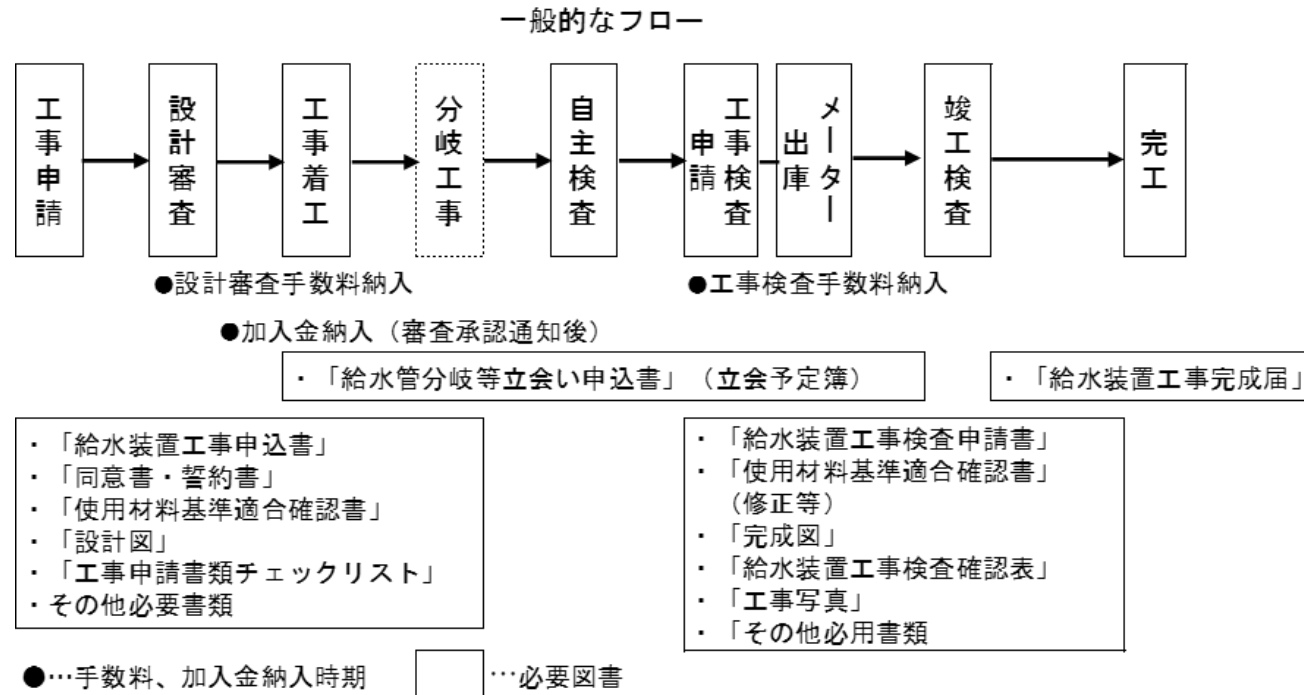 一般的なフロー
工事申請
設計審査
工事着工
分岐工事
自主検査
工事検査
申請
メーター
出庫
竣工検査
完工
●設計審査手数料納入
●工事検査手数料納入
●加入金納入（審査承認通知後）
・「給水管分岐等立会い申込書」（立会予定簿）
・「給水装置工事完成届」
・「給水装置工事申込書」
・「同意書・誓約書」
・「使用材料基準適合確認書」
・「設計図」
・「工事申請書類チェックリスト」
・その他必要書類
・「給水装置工事検査申請書」
・「使用材料基準適合確認書」
（修正等）
・「完成図」
・「給水装置工事検査確認表」
・「工事写真」
・「その他必用書類
●…手数料、加入金納入時期
…必要図書